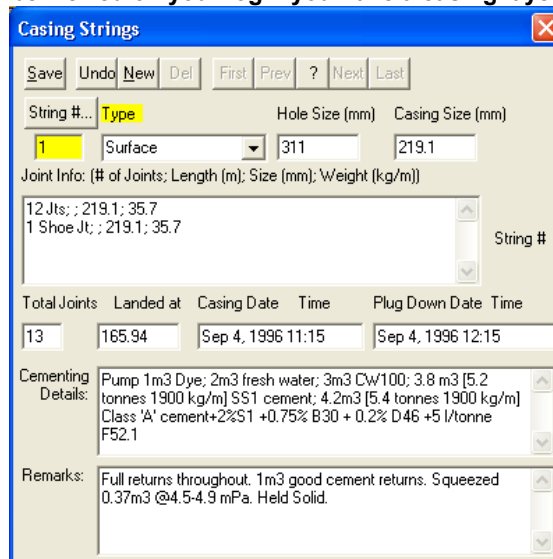 Casing Strings
Save Undo New Del First Prev ? Next Last
String #... Type Hole Size (mm) Casing Size (mm)
1 Surface 311 219.1
Joint Info: (# of Joints; Length (m); Size (mm); Weight (kg/m))
12 Jts; ; 219.1; 35.7
1 Shoe Jt; ; 219.1; 35.7
String #
Total Joints Landed at Casing Date Time Plug Down Date Time
13 165.94 Sep 4, 1996 11:15 Sep 4, 1996 12:15
Cementing Details:
Pump 1m3 Dye; 2m3 fresh water; 3m3 CW100; 3.8 m3 [5.2
tonnes 1900 kg/m] SS1 cement; 4.2m3 [5.4 tonnes 1900 kg/m]
Class 'A' cement+2%S1 +0.75% B30 + 0.2% D46 +5 l/tonne
F52.1
Remarks:
Full returns throughout. 1m3 good cement returns. Squeezed
0.37m3 @4.5-4.9 mPa. Held Solid.